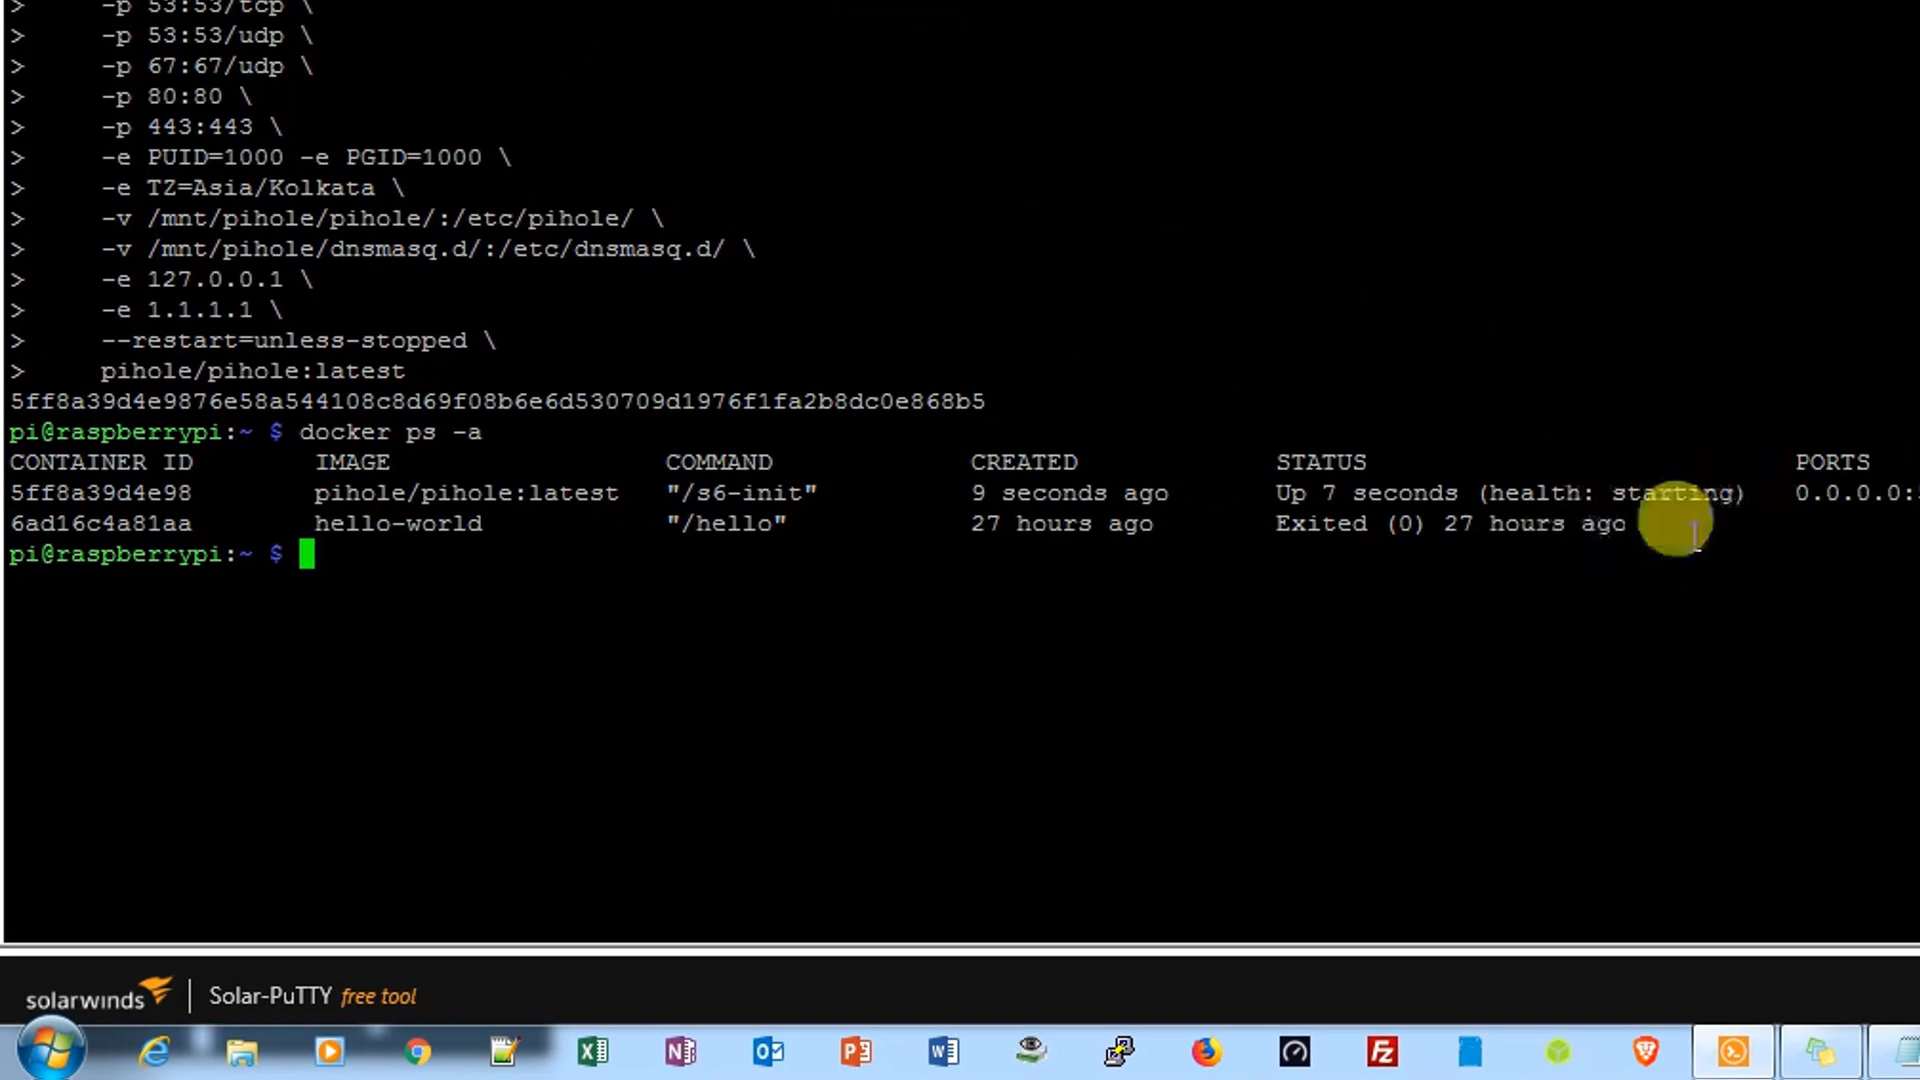 >     -p 53:53/tcp \
>     -p 53:53/udp \
>     -p 67:67/udp \
>     -p 80:80 \
>     -p 443:443 \
>     -e PUID=1000 -e PGID=1000 \
>     -e TZ=Asia/Kolkata \
>     -v /mnt/pihole/pihole/:/etc/pihole/ \
>     -v /mnt/pihole/dnsmasq.d/:/etc/dnsmasq.d/ \
>     -e 127.0.0.1 \
>     -e 1.1.1.1 \
>     --restart=unless-stopped \
>     pihole/pihole:latest
5ff8a39d4e9876e58a544108c8d69f08b6e6d530709d1976f1fa2b8dc0e868b5
pi@raspberrypi:~ $ docker ps -a
CONTAINER ID        IMAGE                  COMMAND             CREATED             STATUS                            PORTS
5ff8a39d4e98        pihole/pihole:latest   "/s6-init"          9 seconds ago       Up 7 seconds (health: starting)   0.0.0.0:
6ad16c4a81aa        hello-world            "/hello"            27 hours ago        Exited (0) 27 hours ago
pi@raspberrypi:~ $
solarwinds | Solar-PuTTY free tool